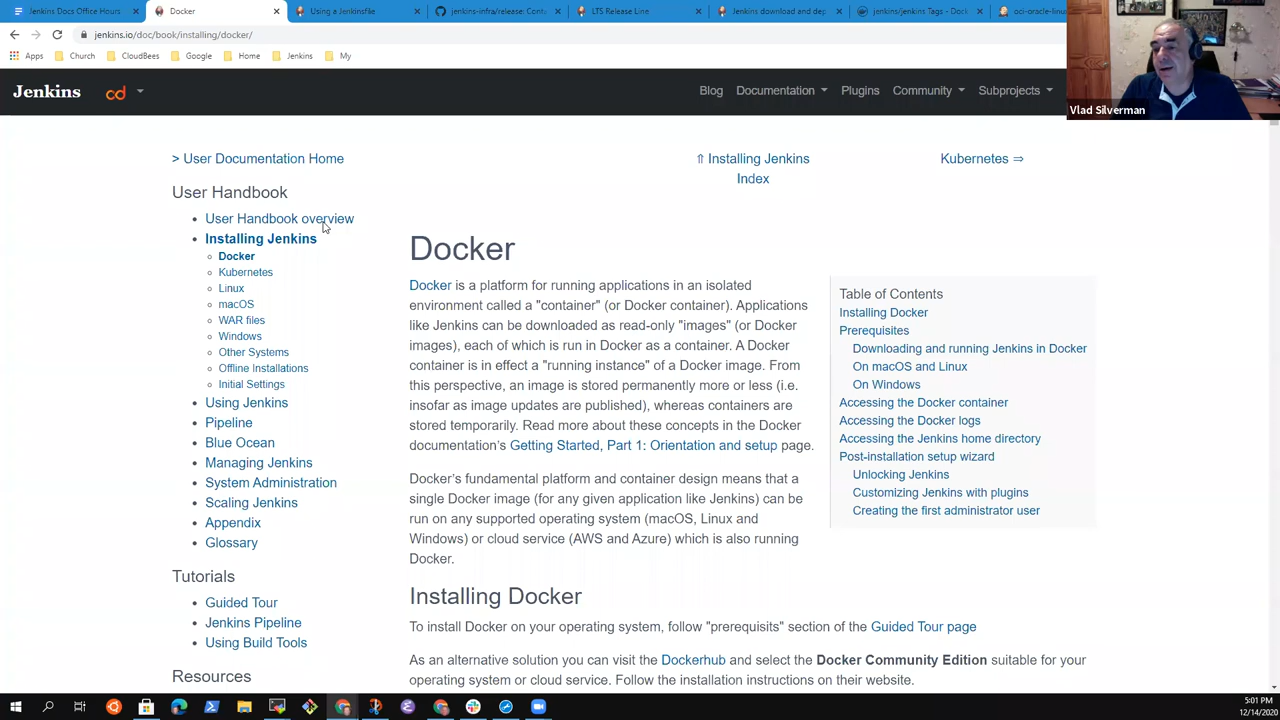 Jenkins Docs Office Hours
Docker
Using a Jenkinsfile
jenkins-infra/release: Conta
LTS Release Line
Jenkins download and dep
jenkins/jenkins Tags - Dock
oci-oracle-linu
jenkins.io/doc/book/installing/docker/
Apps
Church
CloudBees
Google
Home
Jenkins
My
Vlad Silverman
Jenkins
cd
Blog
Documentation
Plugins
Community
Subprojects
> User Documentation Home
⇑ Installing Jenkins
Index
Kubernetes ⇒
User Handbook
User Handbook overview
Installing Jenkins
Docker
Kubernetes
Linux
macOS
WAR files
Windows
Other Systems
Offline Installations
Initial Settings
Using Jenkins
Pipeline
Blue Ocean
Managing Jenkins
System Administration
Scaling Jenkins
Appendix
Glossary
Tutorials
Guided Tour
Jenkins Pipeline
Using Build Tools
Resources
Docker
Docker is a platform for running applications in an isolated
environment called a "container" (or Docker container). Applications
like Jenkins can be downloaded as read-only "images" (or Docker
images), each of which is run in Docker as a container. A Docker
container is in effect a "running instance" of a Docker image. From
this perspective, an image is stored permanently more or less (i.e.
insofar as image updates are published), whereas containers are
stored temporarily. Read more about these concepts in the Docker
documentation's Getting Started, Part 1: Orientation and setup page.
Docker's fundamental platform and container design means that a
single Docker image (for any given application like Jenkins) can be
run on any supported operating system (macOS, Linux and
Windows) or cloud service (AWS and Azure) which is also running
Docker.
Table of Contents
Installing Docker
Prerequisites
Downloading and running Jenkins in Docker
On macOS and Linux
On Windows
Accessing the Docker container
Accessing the Docker logs
Accessing the Jenkins home directory
Post-installation setup wizard
Unlocking Jenkins
Customizing Jenkins with plugins
Creating the first administrator user
Installing Docker
To install Docker on your operating system, follow "prerequisits" section of the Guided Tour page
As an alternative solution you can visit the Dockerhub and select the Docker Community Edition suitable for your
operating system or cloud service. Follow the installation instructions on their website.
5:01 PM
12/14/2020